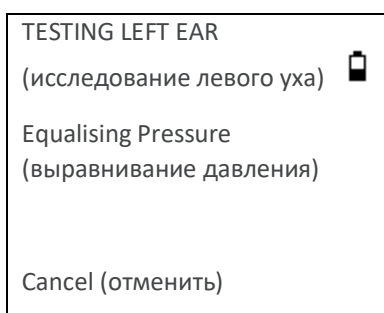 TESTING LEFT EAR
(исследование левого уха)
Equalising Pressure
(выравнивание давления)
Cancel (отменить)